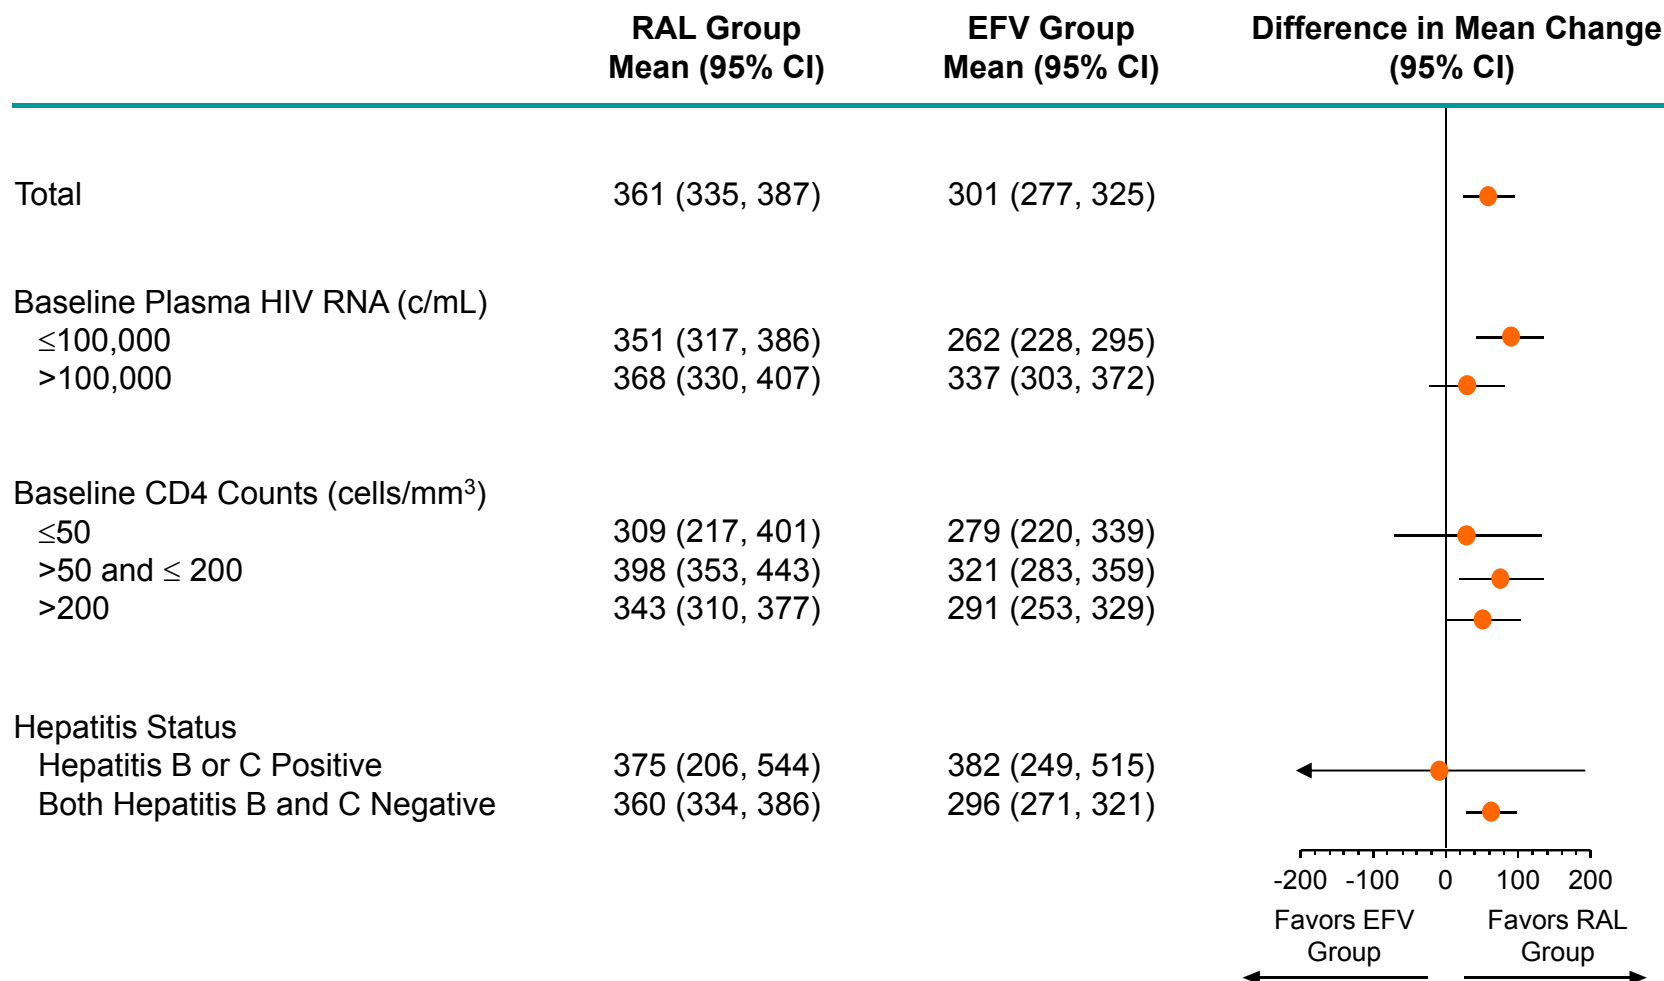 RAL Group EFV Group Difference in Mean Change
Mean (95% CI) Mean (95% CI) (95% CI)
Total 361 (335, 387) 301 (277, 325)
Baseline Plasma HIV RNA (c/mL)
≤100,000 351 (317, 386) 262 (228, 295)
>100,000 368 (330, 407) 337 (303, 372)
Baseline CD4 Counts (cells/mm³)
≤50 309 (217, 401) 279 (220, 339)
>50 and ≤ 200 398 (353, 443) 321 (283, 359)
>200 343 (310, 377) 291 (253, 329)
Hepatitis Status
Hepatitis B or C Positive 375 (206, 544) 382 (249, 515)
Both Hepatitis B and C Negative 360 (334, 386) 296 (271, 321)
-200 -100 0 100 200
Favors EFV Favors RAL
Group Group